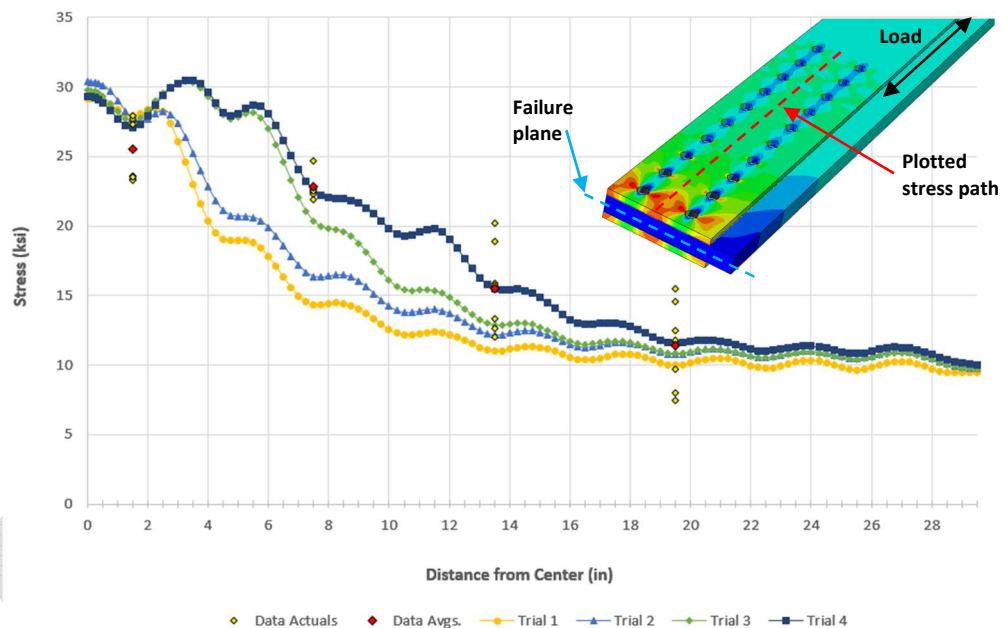 35
30
25
20
15
10
5
0
Stress (ksi)
0 2 4 6 8 10 12 14 16 18 20 22 24 26 28
Distance from Center (in)
Failure
plane
Load
Plotted
stress path
Data Actuals Data Avgs. Trial 1 Trial 2 Trial 3 Trial 4